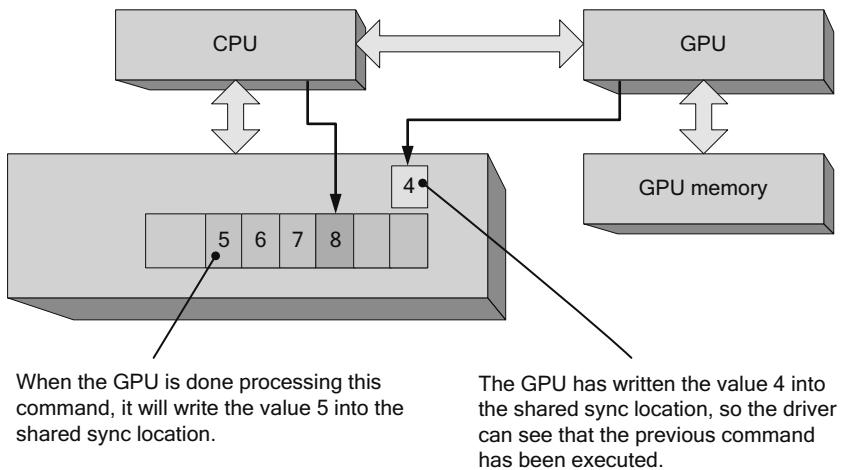 CPU
GPU
4
GPU memory
5 6 7 8
When the GPU is done processing this
command, it will write the value 5 into the
shared sync location.
The GPU has written the value 4 into
the shared sync location, so the driver
can see that the previous command
has been executed.